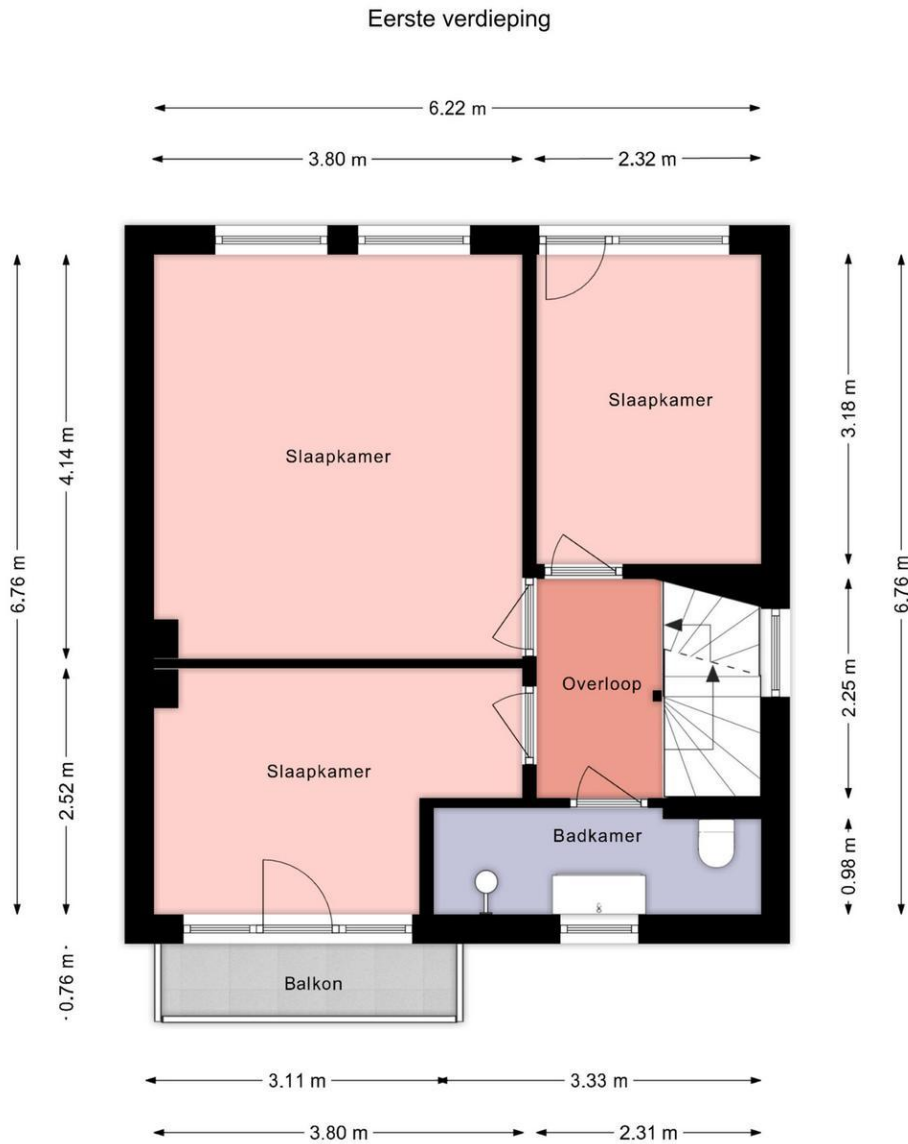 Eerste verdieping
6.22 m
3.80 m
2.32 m
6.76 m
4.14 m
3.18 m
6.76 m
Slaapkamer
Slaapkamer
Overloop
2.25 m
Slaapkamer
2.52 m
Badkamer
0.98 m
0.76 m
Balkon
3.11 m
3.33 m
3.80 m
2.31 m